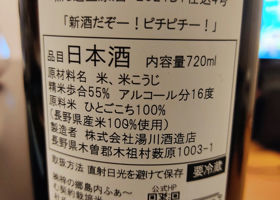 「新酒だぞー！ピチピチー！」
品目 日本酒 内容量720ml
原材料名 米、米こうじ
精米歩合55% アルコール分16度
原料米 ひとごこち100%
(長野県産米100%使用)
製造者 株式会社湯川酒造店
長野県木曽郡木祖村薮原1003-1
取扱方法 直射日光を避けて保存 要冷蔵
公式HP